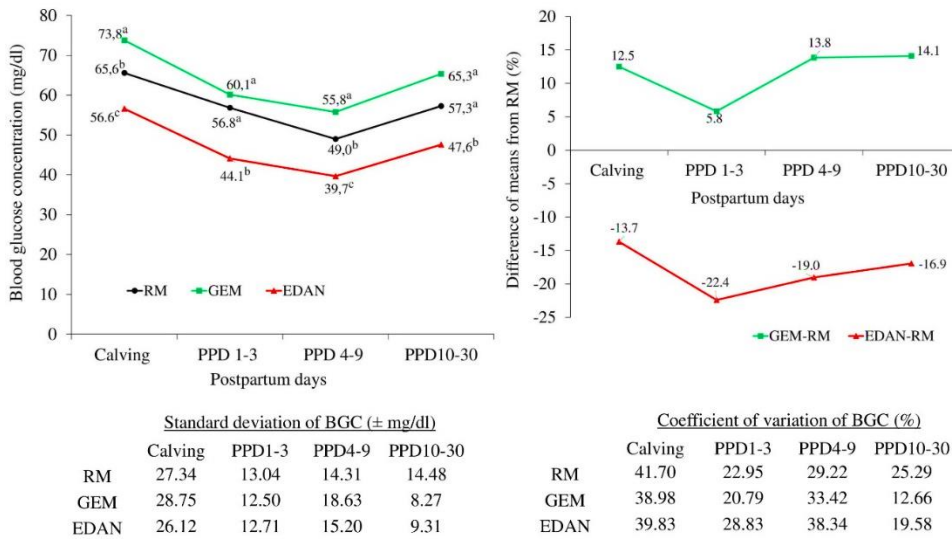 Blood glucose concentration (mg/dl)
80
70
60
50
40
30
20
10
0
73,8a
65,6b
56.6c
60,1a
56.8a
44.1b
55,8a
49,0b
39,7c
65,3a
57,3a
47,6b
RM GEM EDAN
Calving PPD 1-3 PPD 4-9 PPD10-30
Postpartum days
Difference of means from RM (%)
20
15
10
5
0
-5
-10
-15
-20
-25
12.5
5.8
13.8
14.1
Calving PPD 1-3 PPD 4-9 PPD10-30
Postpartum days
-13.7
-22.4
-19.0
-16.9
GEM-RM EDAN-RM
Standard deviation of BGC (± mg/dl)
Calving PPD1-3 PPD4-9 PPD10-30
RM 27.34 13.04 14.31 14.48
GEM 28.75 12.50 18.63 8.27
EDAN 26.12 12.71 15.20 9.31
Coefficient of variation of BGC (%)
Calving PPD1-3 PPD4-9 PPD10-30
RM 41.70 22.95 29.22 25.29
GEM 38.98 20.79 33.42 12.66
EDAN 39.83 28.83 38.34 19.58